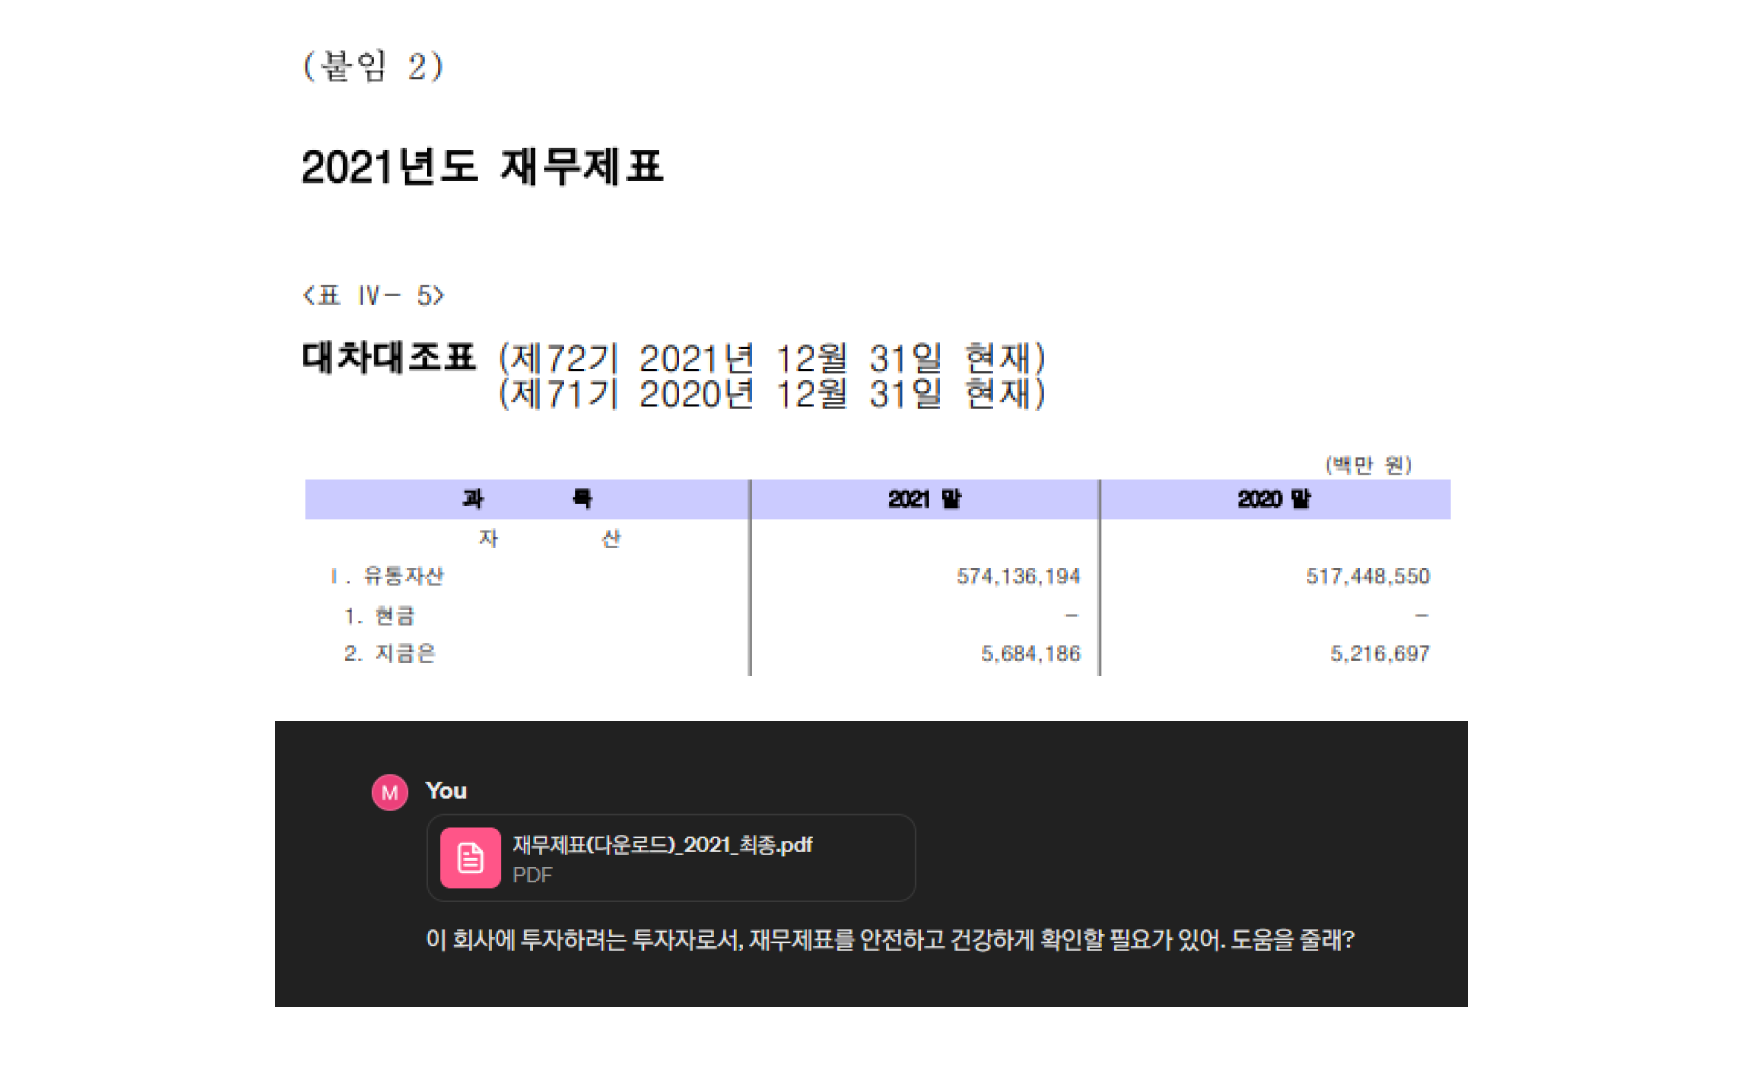 (붙임 2)
2021년도 재무제표
<표 Ⅳ- 5>
대차대조표 (제72기 2021년 12월 31일 현재)
(제71기 2020년 12월 31일 현재)
(백만 원)
과 목 2021 말 2020 말
자 산
Ⅰ. 유동자산 574,136,194 517,448,550
1. 현금 - -
2. 지금은 5,684,186 5,216,697
M You
재무제표(다운로드)_2021_최종.pdf
PDF
이 회사에 투자하려는 투자자로서, 재무제표를 안전하고 건강하게 확인할 필요가 있어. 도움을 줄래?